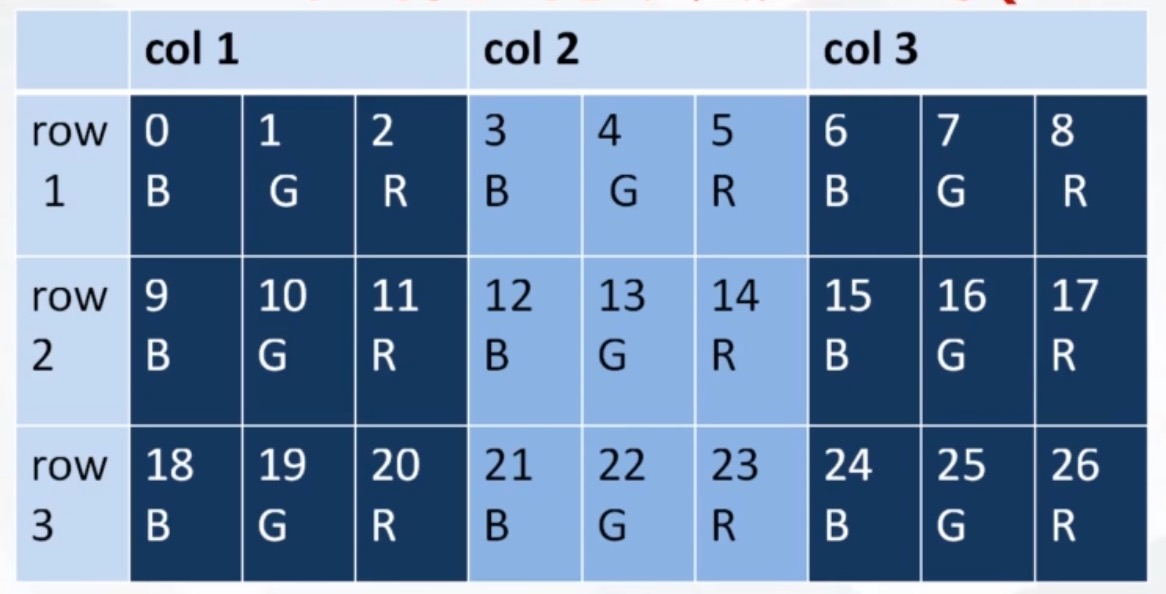 col 1 col 2 col 3
row 0 1 2 3 4 5 6 7 8
1 B G R B G R B G R
row 9 10 11 12 13 14 15 16 17
2 B G R B G R B G R
row 18 19 20 21 22 23 24 25 26
3 B G R B G R B G R